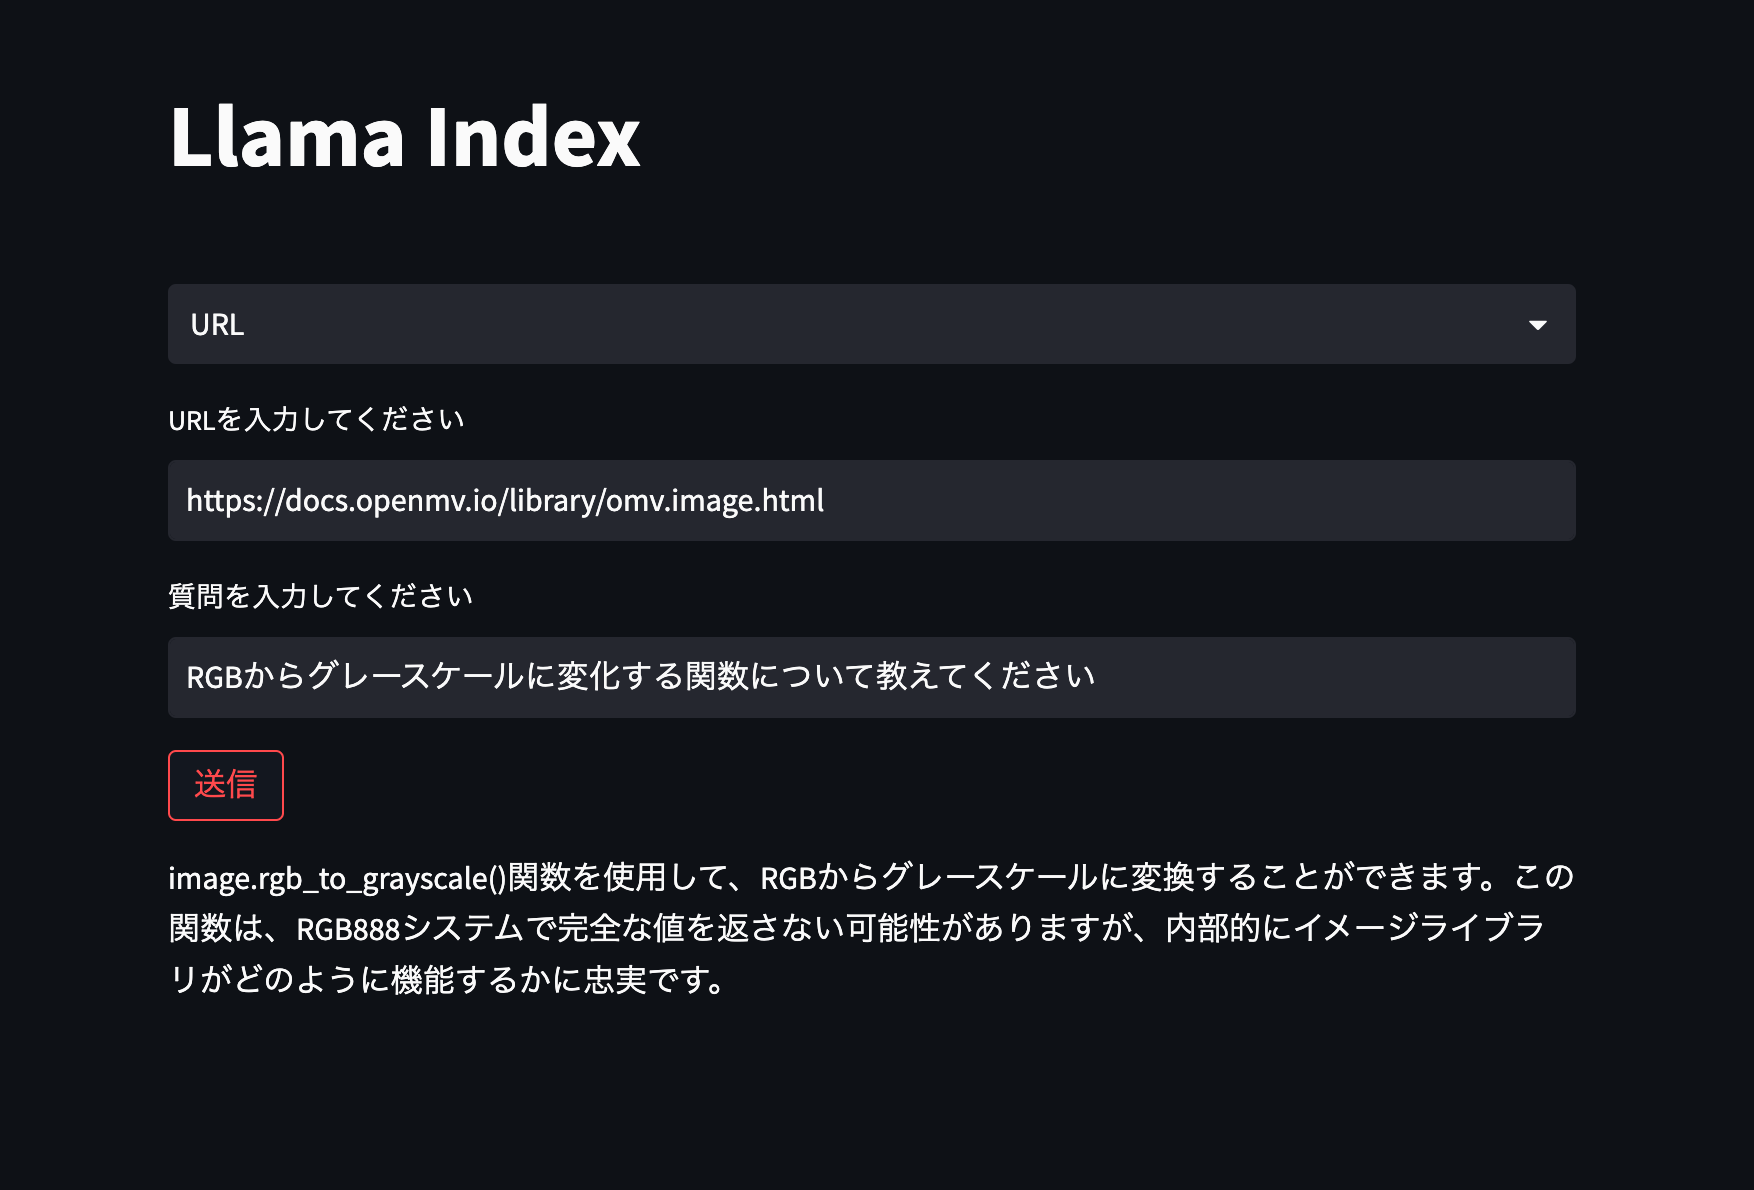 Llama Index
URL
URLを入力してください
https://docs.openmv.io/library/omv.image.html
質問を入力してください
RGBからグレースケールに変化する関数について教えてください
送信
image.rgb_to_grayscale()関数を使用して、RGBからグレースケールに変換することができます。この
関数は、RGB888システムで完全な値を返さない可能性がありますが、内部的にイメージライブラ
リがどのように機能するかに忠実です。